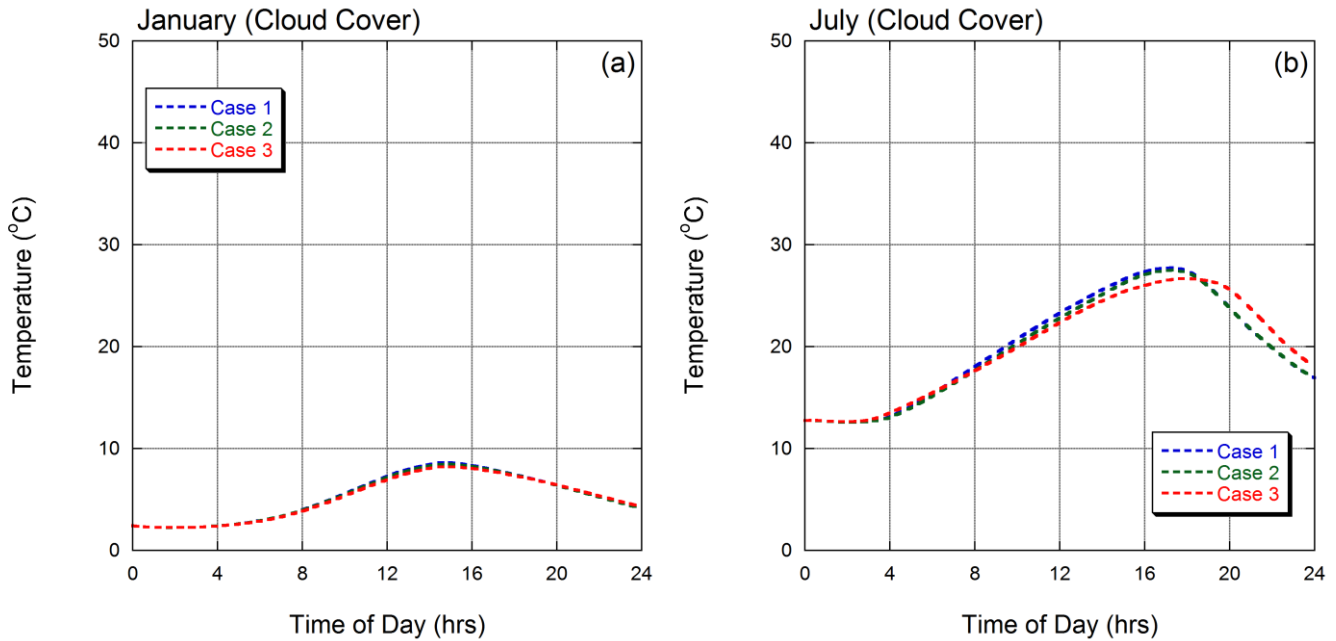 January (Cloud Cover)
(a)
50
40
30
20
10
0
Temperature (°C)
Case 1
Case 2
Case 3
0 4 8 12 16 20 24
Time of Day (hrs)
July (Cloud Cover)
(b)
50
40
30
20
10
0
Temperature (°C)
Case 1
Case 2
Case 3
0 4 8 12 16 20 24
Time of Day (hrs)